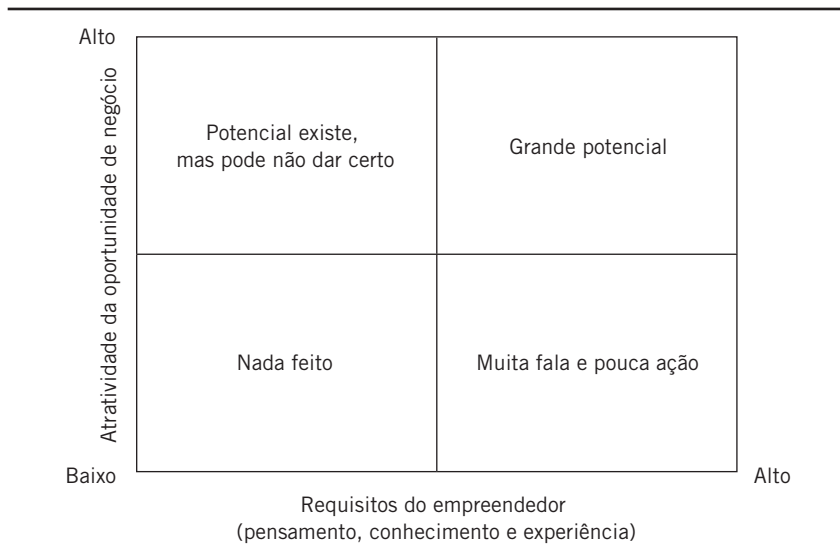 Alto
Atratividade da oportunidade de negócio
Potencial existe,
mas pode não dar certo
Grande potencial
Nada feito
Muita fala e pouca ação
Baixo
Alto
Requisitos do empreendedor
(pensamento, conhecimento e experiência)